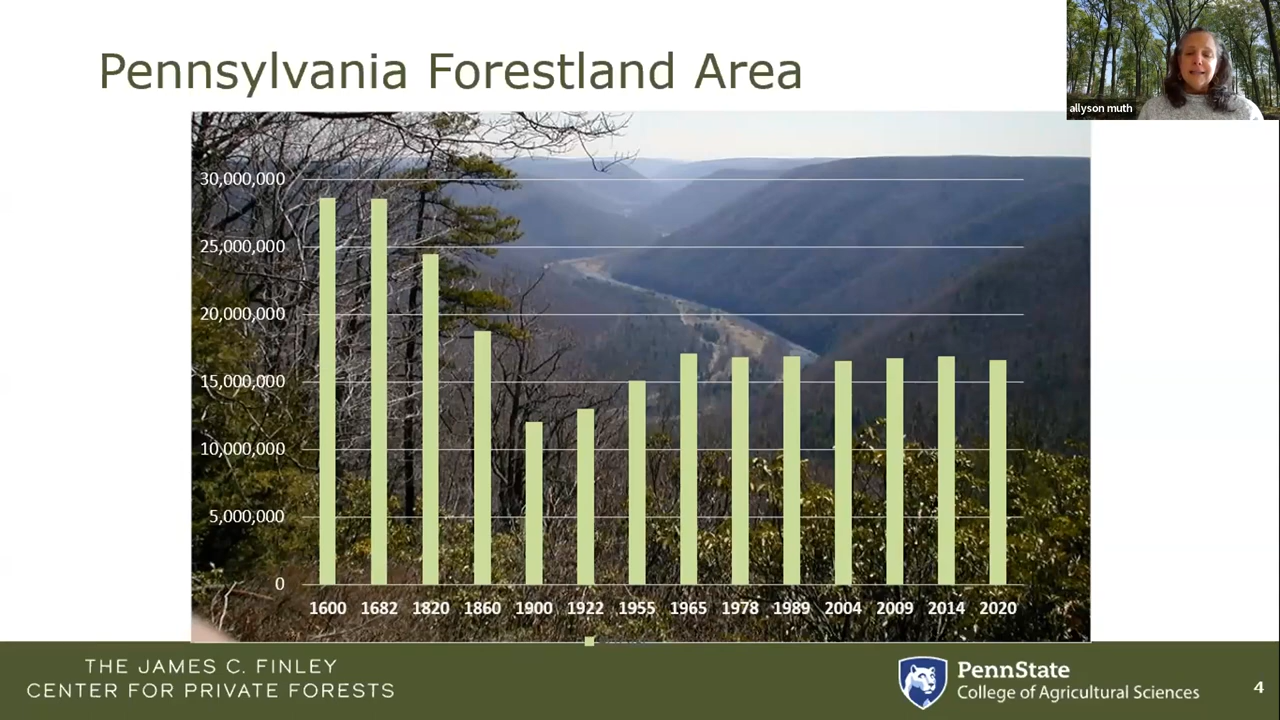 Pennsylvania Forestland Area
allyson muth
30,000,000
25,000,000
20,000,000
15,000,000
10,000,000
5,000,000
0
1600 1682 1820 1860 1900 1922 1955 1965 1978 1989 2004 2009 2014 2020
THE JAMES C. FINLEY
CENTER FOR PRIVATE FORESTS
PennState
College of Agricultural Sciences
4